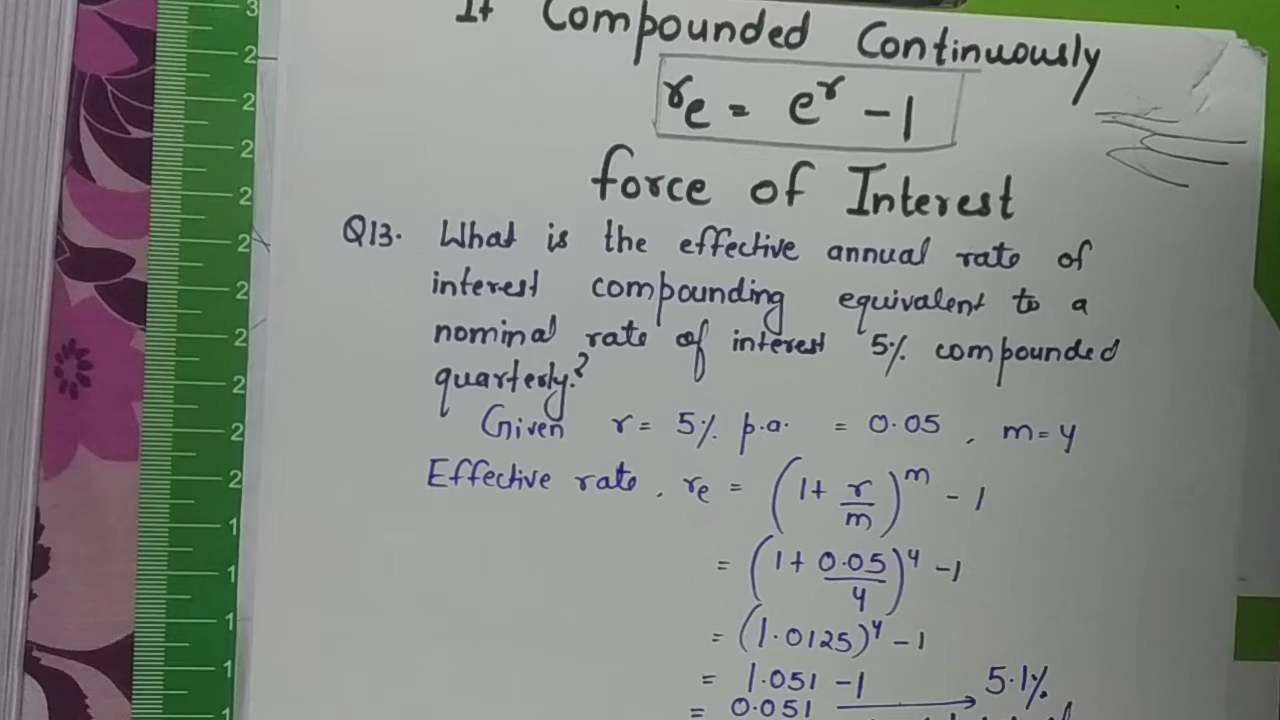 If Compounded Continuously
re = e^r - 1
force of Interest
Q13. What is the effective annual rate of
interest compounding equivalent to a
nominal rate of interest 5% compounded
quarterly?
Given r = 5% p.a. = 0.05, m = 4
Effective rate, re = (1 + r/m)^m - 1
= (1 + 0.05/4)^4 - 1
= (1.0125)^4 - 1
= 1.051 - 1
= 0.051 → 5.1%